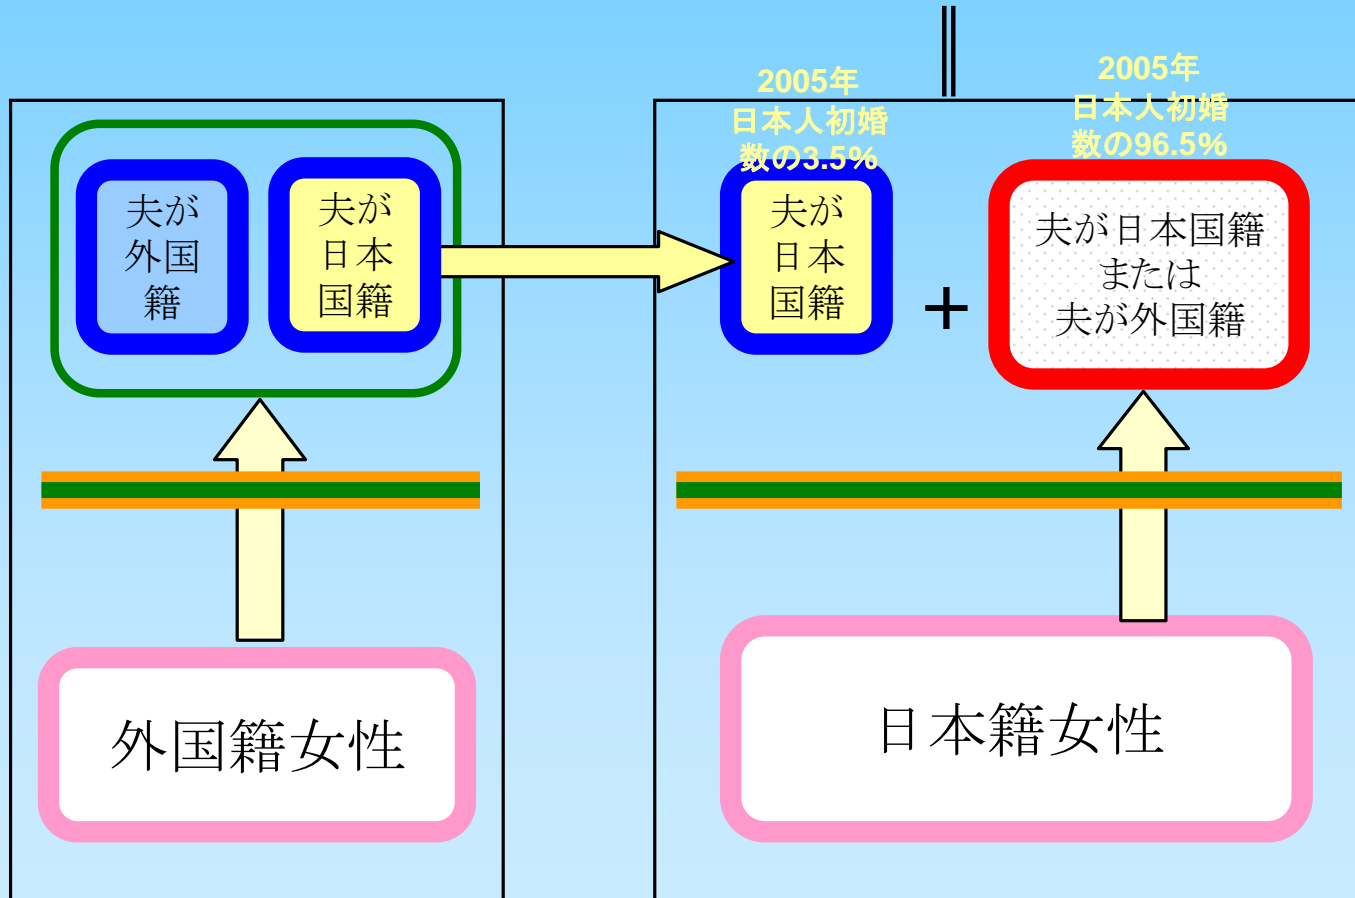 2005年
日本人初婚
数の3.5%
2005年
日本人初婚
数の96.5%
夫が
外国
籍
夫が
日本
国籍
夫が
日本
国籍
+
夫が日本国籍
または
夫が外国籍
外国籍女性
日本籍女性